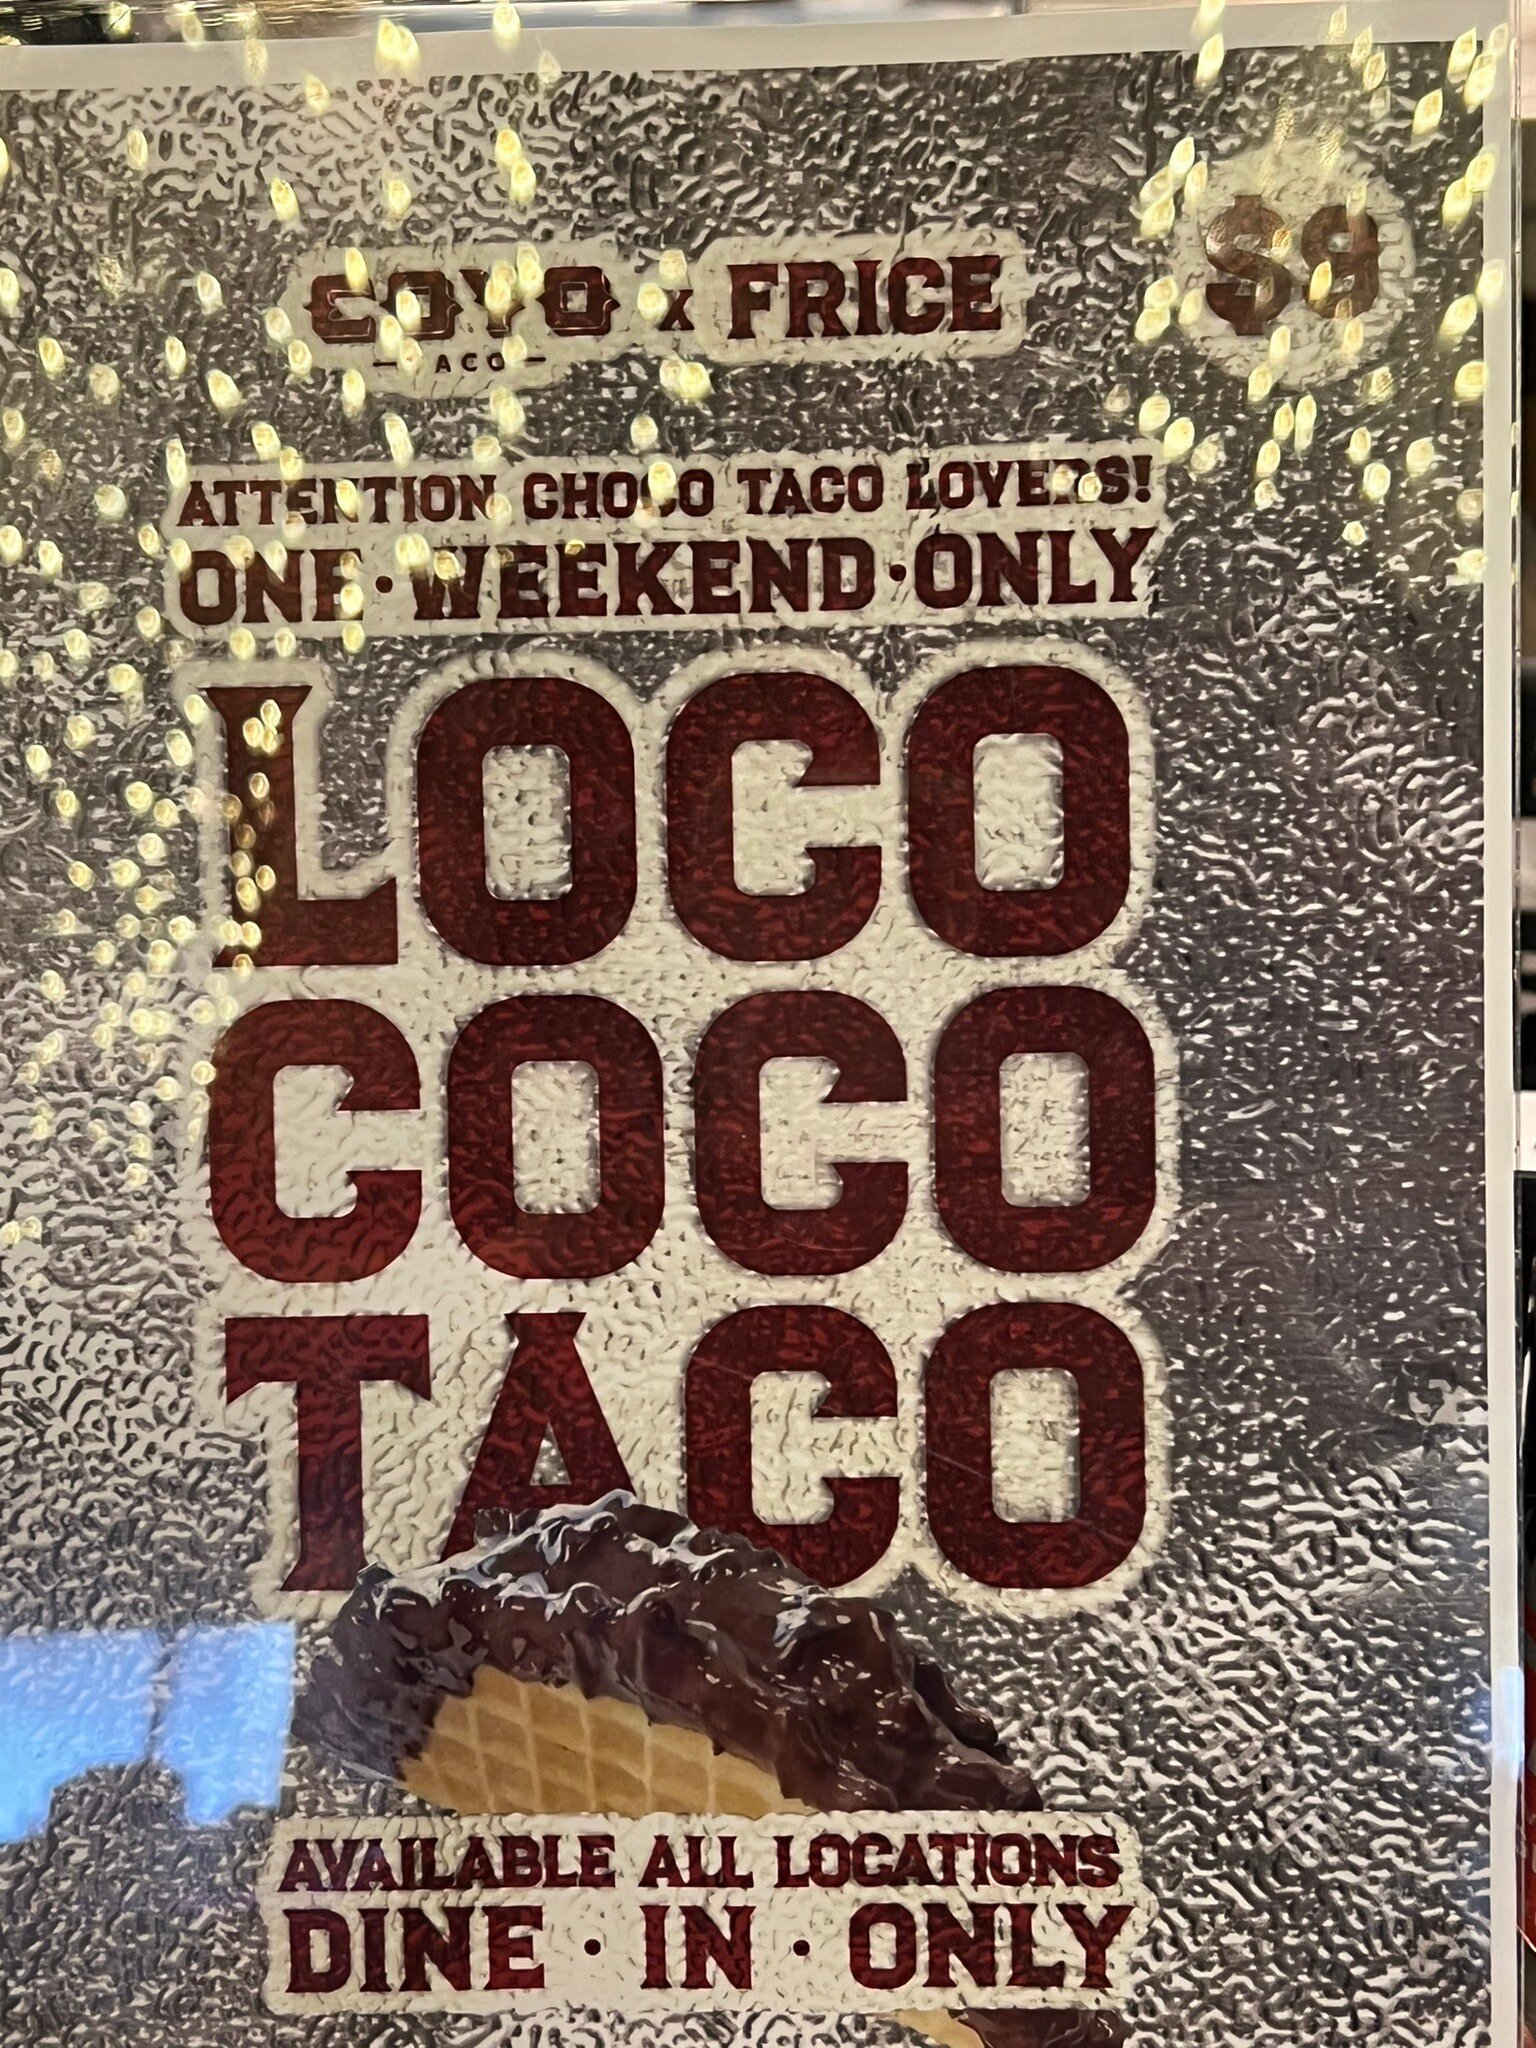 COYO x FRICE
TACO
$9
ATTENTION CHOCO TACO LOVERS!
ONE · WEEKEND · ONLY
LOCO
COCO
TACO
AVAILABLE ALL LOCATIONS
DINE · IN · ONLY